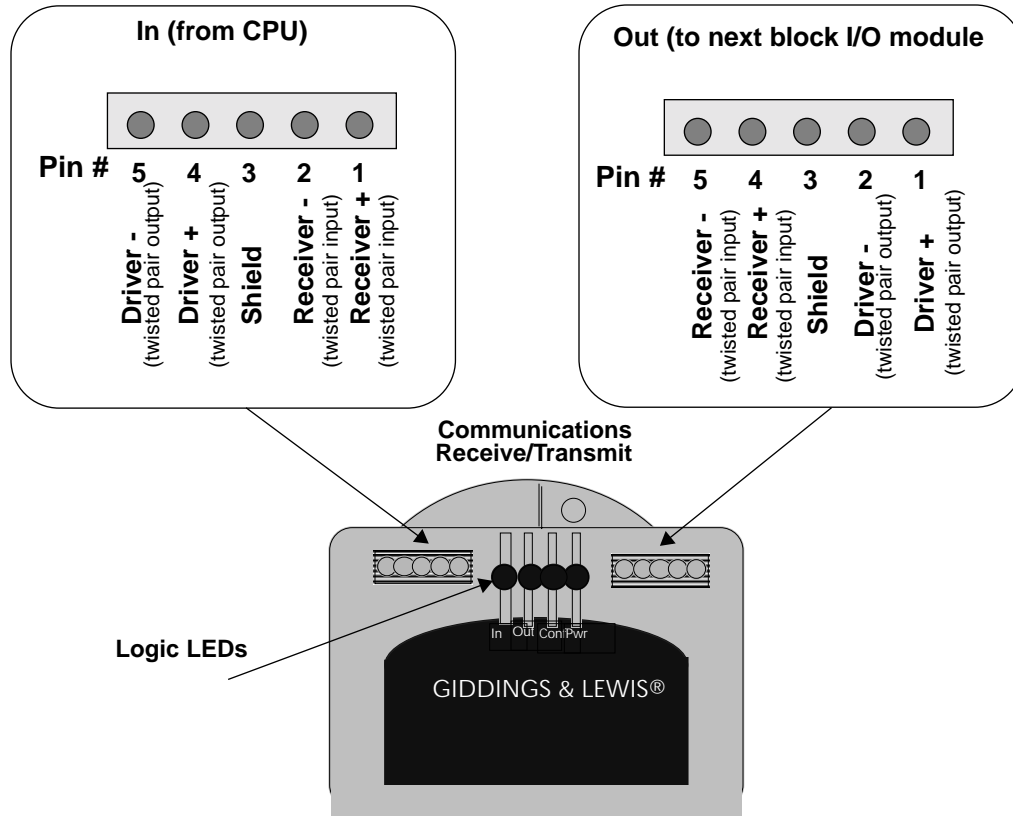 In (from CPU)
Pin # 5 4 3 2 1
Driver -
(twisted pair output)
Driver +
(twisted pair output)
Shield
Receiver -
(twisted pair input)
Receiver +
(twisted pair input)
Out (to next block I/O module
Pin # 5 4 3 2 1
Receiver -
(twisted pair input)
Receiver +
(twisted pair input)
Shield
Driver -
(twisted pair output)
Driver +
(twisted pair output)
Communications
Receive/Transmit
Logic LEDs
In Out Conf Pwr
GIDDINGS & LEWIS®